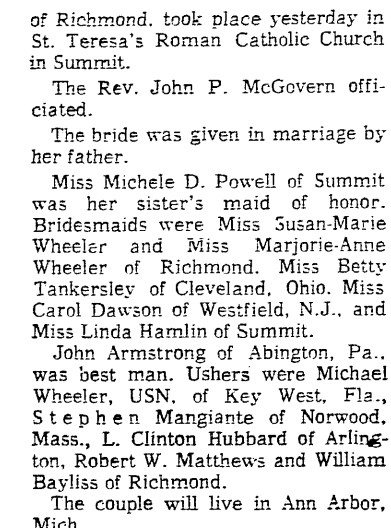 of Richmond. took place yesterday in
St. Teresa's Roman Catholic Church
in Summit.
The Rev. John P. McGovern offi-
ciated.
The bride was given in marriage by
her father.
Miss Michele D. Powell of Summit
was her sister's maid of honor.
Bridesmaids were Miss Susan-Marie
Wheeler and Miss Marjorie-Anne
Wheeler of Richmond. Miss Betty
Tankersley of Cleveland, Ohio. Miss
Carol Dawson of Westfield, N.J., and
Miss Linda Hamlin of Summit.
John Armstrong of Abington, Pa..
was best man. Ushers were Michael
Wheeler, USN, of Key West, Fla.,
Stephen Mangiante of Norwood,
Mass., L. Clinton Hubbard of Arling-
ton, Robert W. Matthews and William
Bayliss of Richmond.
The couple will live in Ann Arbor,
Mich